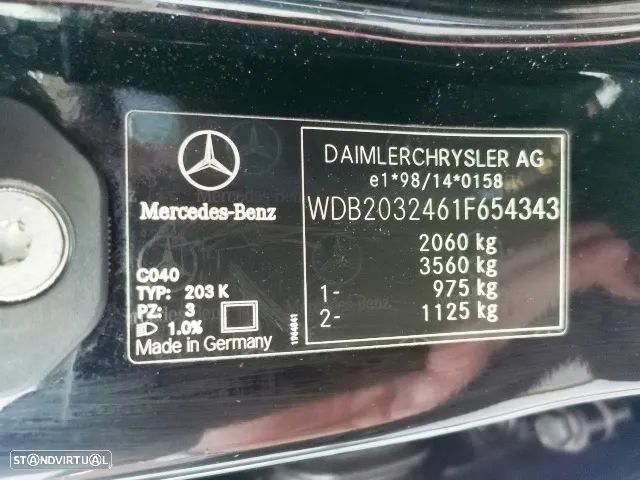 Mercedes-Benz
DAIMLERCHRYSLER AG
e1*98/14*0158
WDB2032461F654343
2060 kg
3560 kg
1- 975 kg
2- 1125 kg
C040
TYP: 203 K
PZ: 3
1.0%
Made in Germany
1944041
STANDVIRTUAL